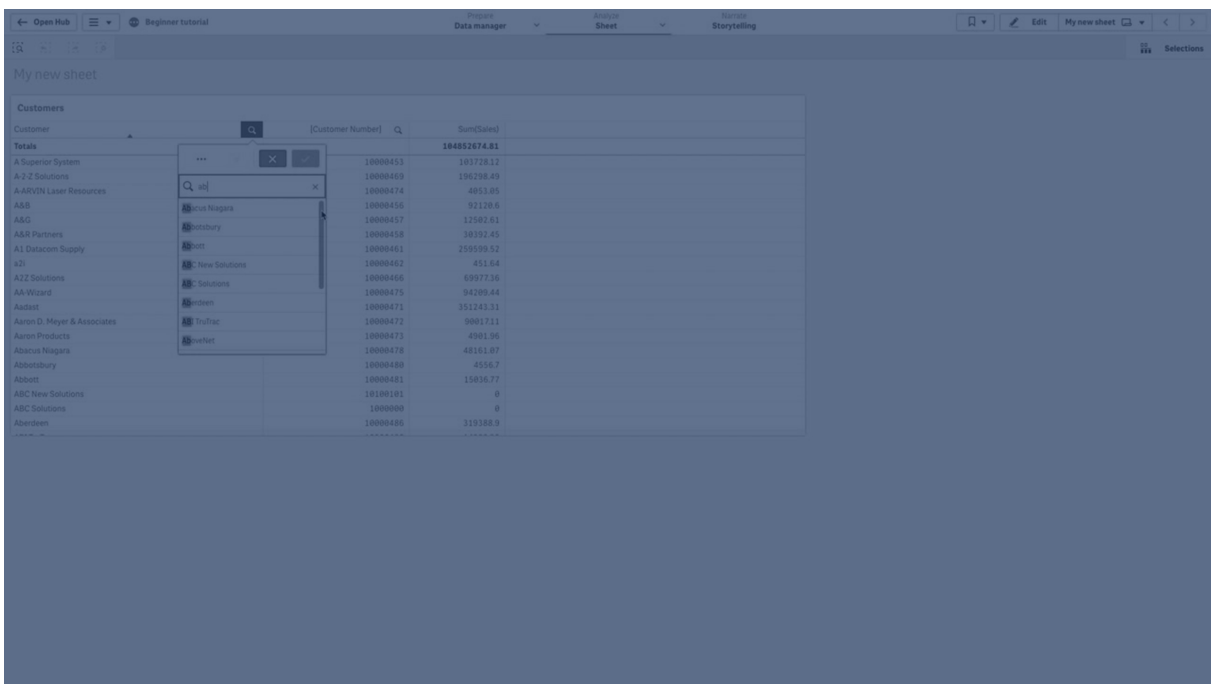 Open Hub Beginner tutorial Prepare Data manager Analyze Sheet Narrate Storytelling Edit My new sheet
Selections
My new sheet
Customers
Customer [Customer Number] Sum(Sales)
Totals 104852674.81
A Superior System 10000453 103728.12
A-2-Z Solutions 10000469 196298.49
A-ARVIN Laser Resources 10000474 4053.05
A&B 10000456 92120.6
A&G 10000457 12502.61
A&R Partners 10000458 30392.45
A1 Datacom Supply 10000461 259599.52
a2i 10000462 451.64
A2Z Solutions 10000466 69977.36
AA-Wizard 10000475 94209.44
Aadast 10000471 351243.31
Aaron D. Meyer & Associates 10000472 90017.11
Aaron Products 10000473 4901.96
Abacus Niagara 10000478 48161.07
Abbotsbury 10000480 4556.7
Abbott 10000481 15036.77
ABC New Solutions 10100101 0
ABC Solutions 1000000 0
Aberdeen 10000486 319388.9
ab
Abacus Niagara
Abbotsbury
Abbott
ABC New Solutions
ABC Solutions
Aberdeen
ABI TruTrac
AboveNet